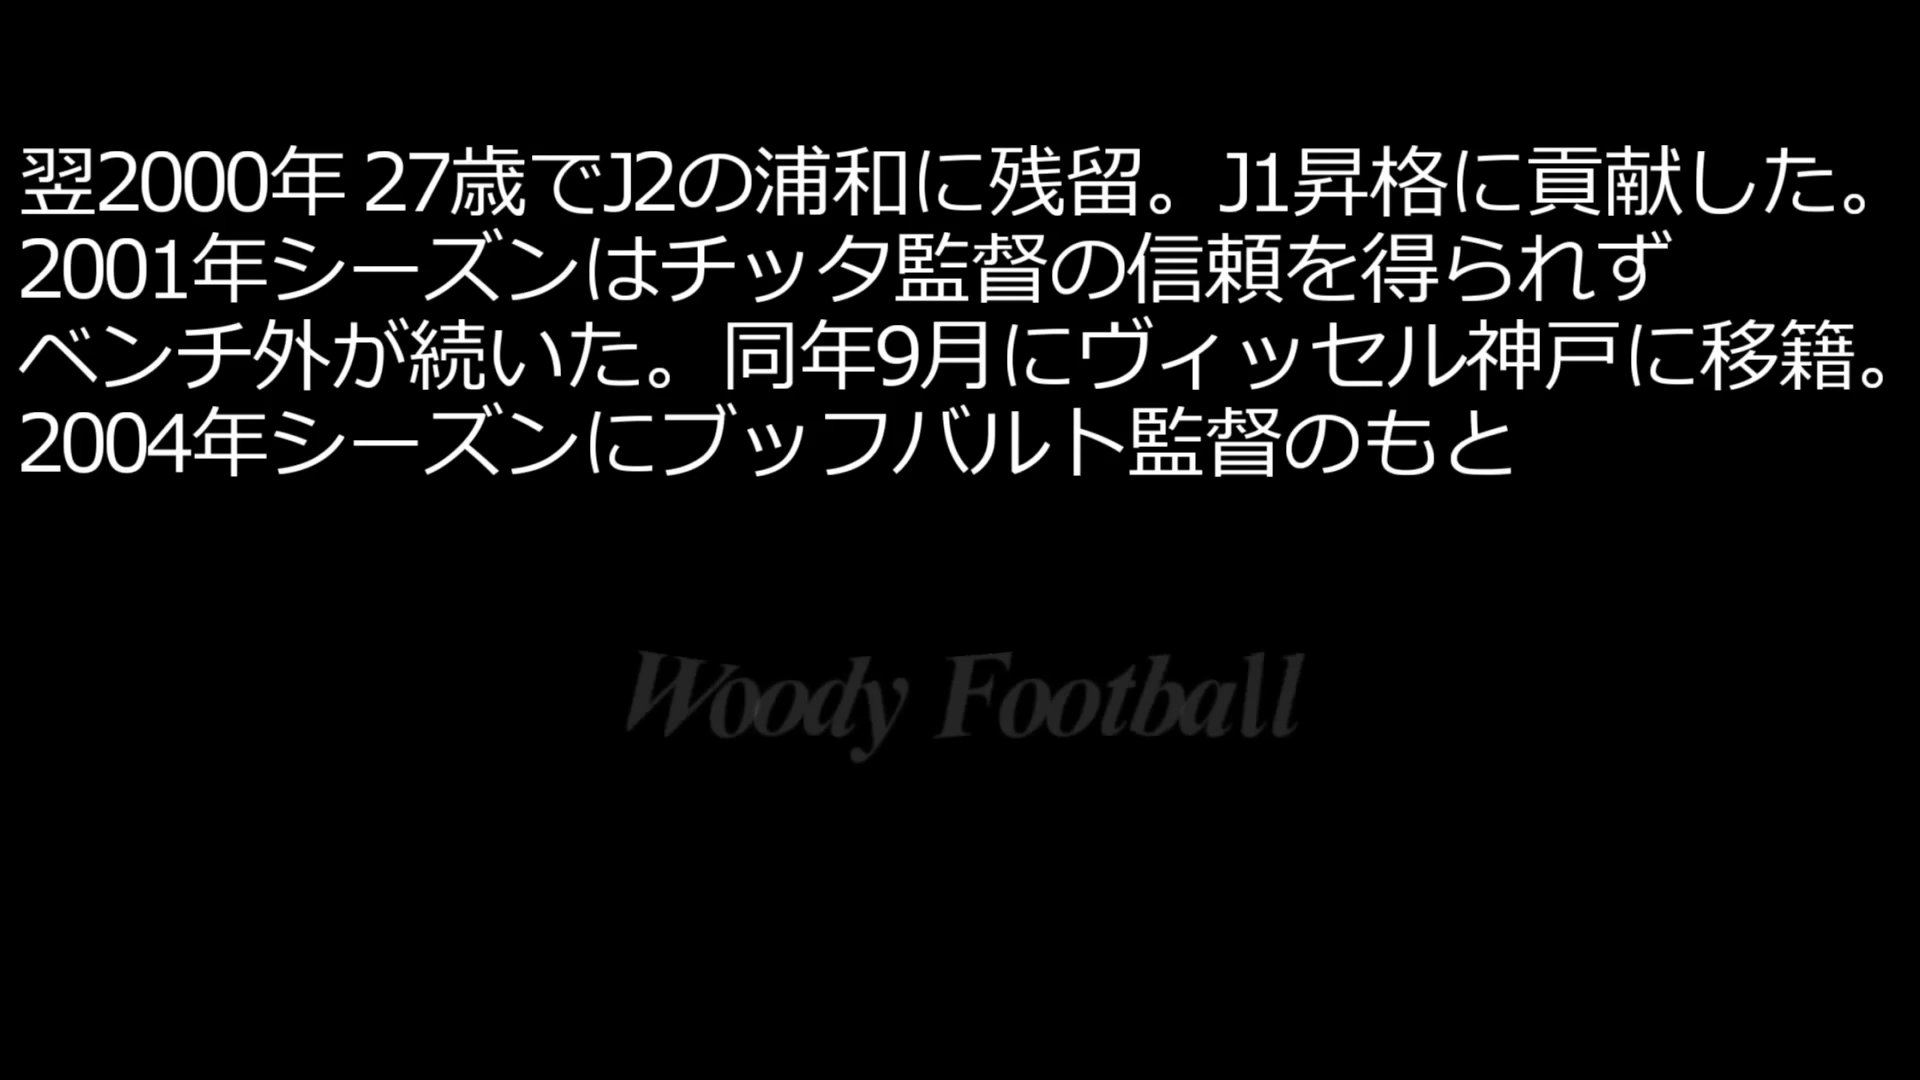 翌2000年 27歳でJ2の浦和に残留。J1昇格に貢献した。
2001年シーズンはチッタ監督の信頼を得られず
ベンチ外が続いた。同年9月にヴィッセル神戸に移籍。
2004年シーズンにブッフバルト監督のもと
Woody Football